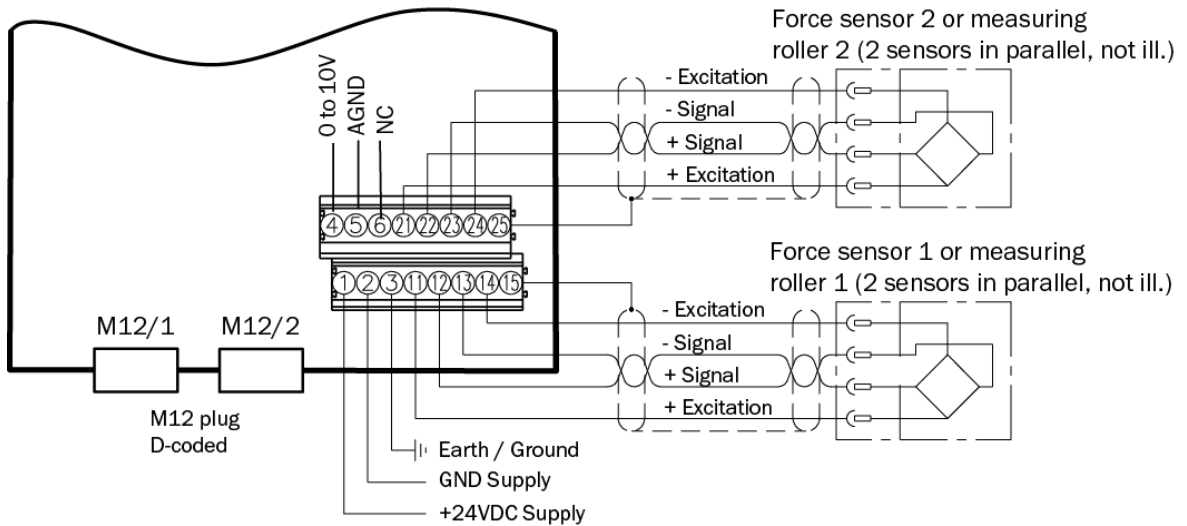 Force sensor 2 or measuring
roller 2 (2 sensors in parallel, not ill.)
0 to 10V
AGND
NC
- Excitation
- Signal
+ Signal
+ Excitation
4 5 6 21 22 23 24 25
1 2 3 11 12 13 14 15
Force sensor 1 or measuring
roller 1 (2 sensors in parallel, not ill.)
- Excitation
- Signal
+ Signal
+ Excitation
M12/1
M12/2
M12 plug
D-coded
Earth / Ground
GND Supply
+24VDC Supply